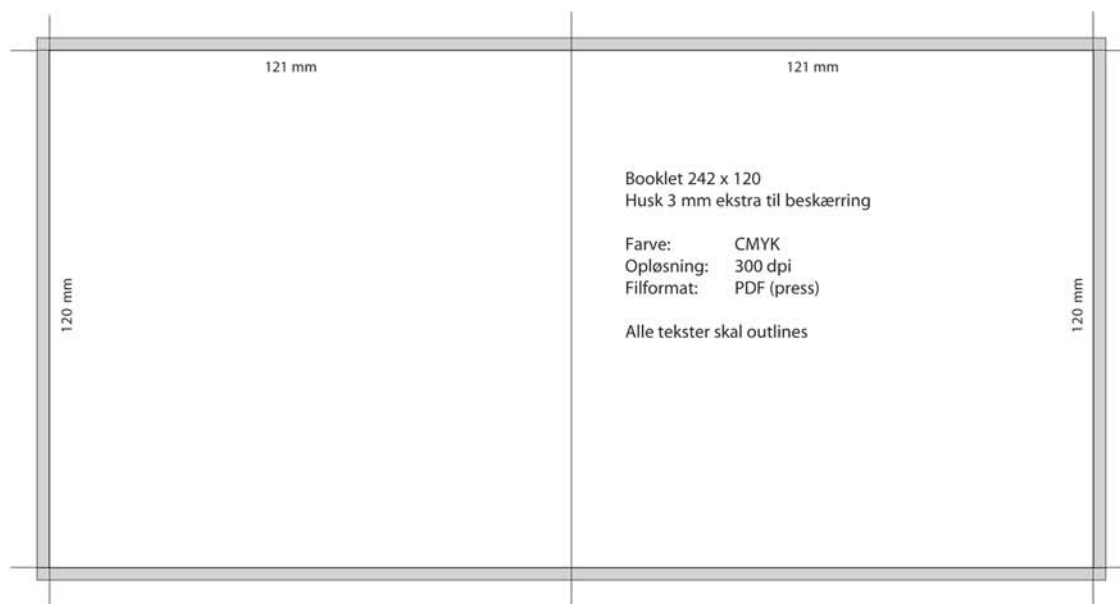 121 mm
121 mm
Booklet 242 x 120
Husk 3 mm ekstra til beskærring
Farve: CMYK
Opløsning: 300 dpi
Filformat: PDF (press)
Alle tekster skal outlines
120 mm
120 mm